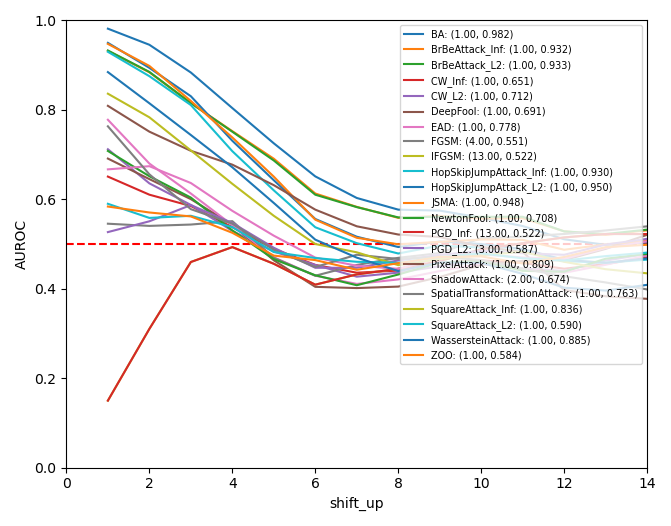 1.0
0.8
0.6
0.4
0.2
0.0
AUROC
0
2
4
6
8
10
12
14
shift_up
BA: (1.00, 0.982)
BrBeAttack_Inf: (1.00, 0.932)
BrBeAttack_L2: (1.00, 0.933)
CW_Inf: (1.00, 0.651)
CW_L2: (1.00, 0.712)
DeepFool: (1.00, 0.691)
EAD: (1.00, 0.778)
FGSM: (4.00, 0.551)
IFGSM: (13.00, 0.522)
HopSkipJumpAttack_Inf: (1.00, 0.930)
HopSkipJumpAttack_L2: (1.00, 0.950)
JSMA: (1.00, 0.948)
NewtonFool: (1.00, 0.708)
PGD_Inf: (13.00, 0.522)
PGD_L2: (3.00, 0.587)
PixelAttack: (1.00, 0.809)
ShadowAttack: (2.00, 0.674)
SpatialTransformationAttack: (1.00, 0.763)
SquareAttack_Inf: (1.00, 0.836)
SquareAttack_L2: (1.00, 0.590)
WassersteinAttack: (1.00, 0.885)
ZOO: (1.00, 0.584)